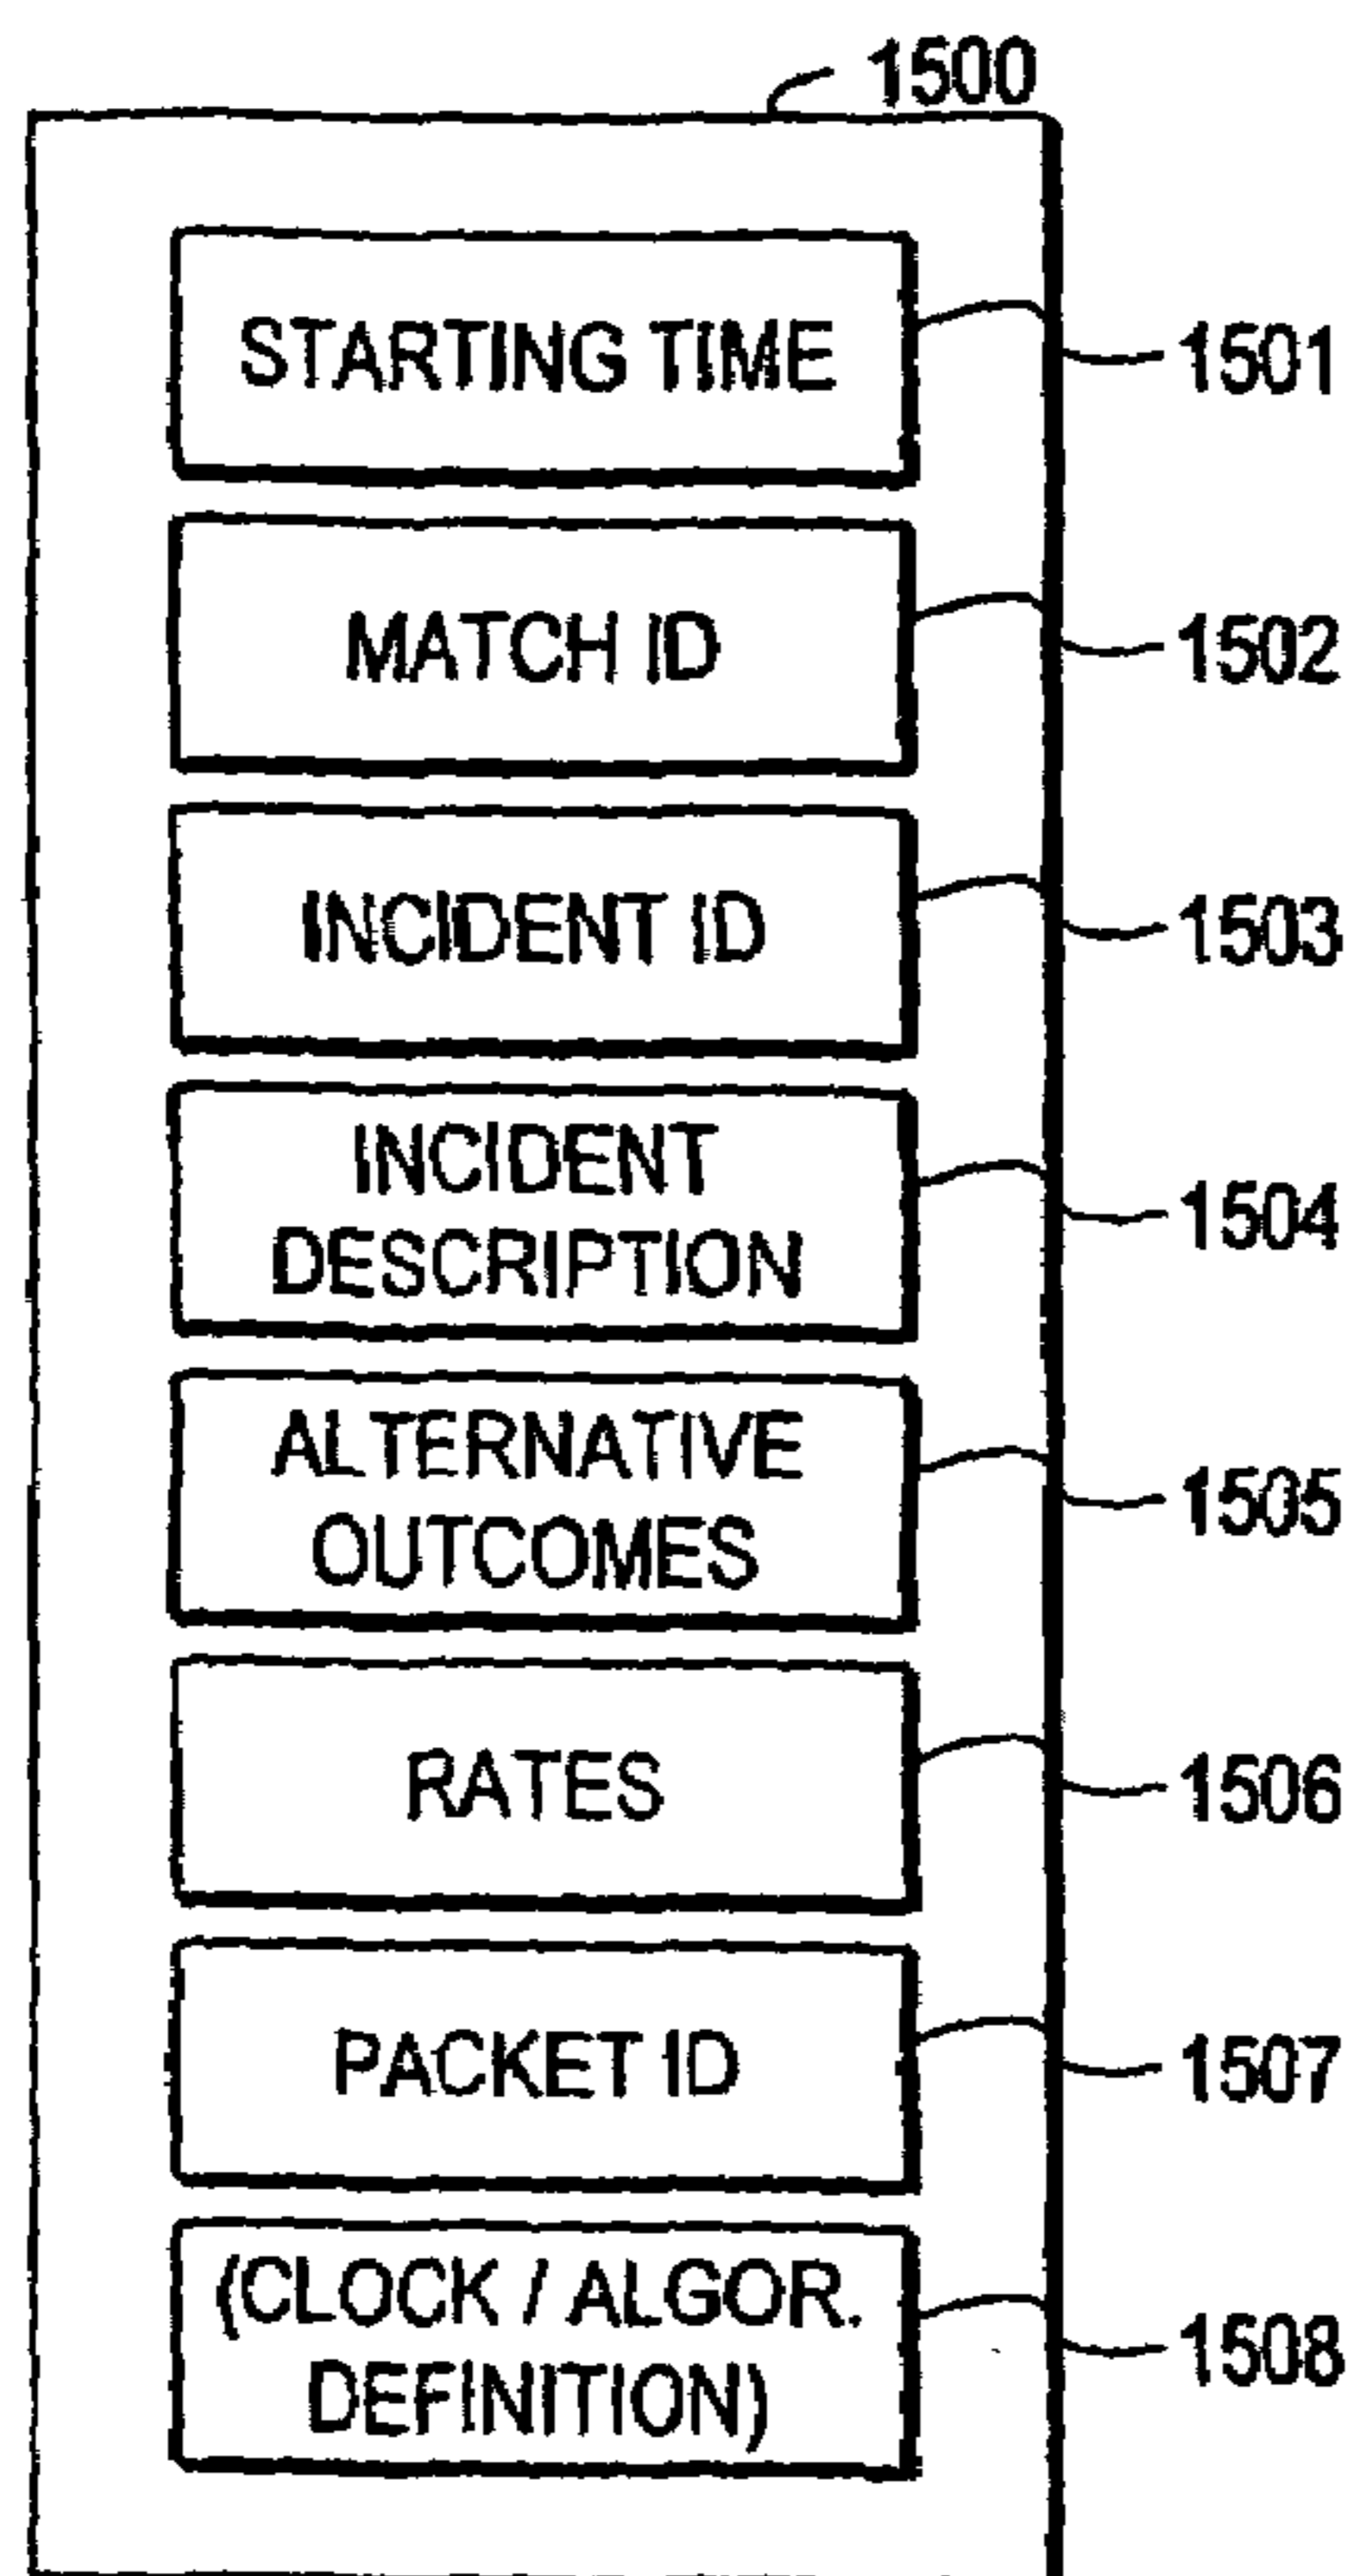 1500
STARTING TIME
1501
MATCH ID
1502
INCIDENT ID
1503
INCIDENT
DESCRIPTION
1504
ALTERNATIVE
OUTCOMES
1505
RATES
1506
PACKET ID
1507
(CLOCK / ALGOR.
DEFINITION)
1508